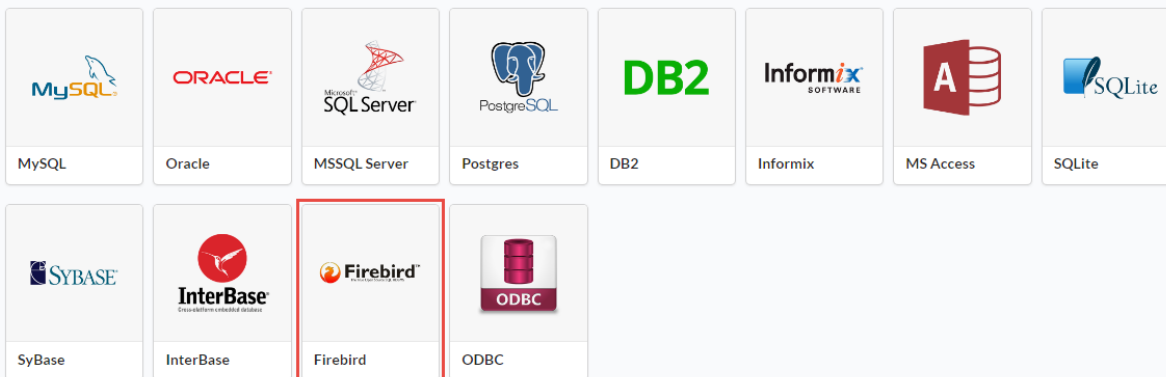 MySQL
ORACLE
Microsoft
SQL Server
PostgreSQL
DB2
Informix
SOFTWARE
A
SQLite
MySQL
Oracle
MSSQL Server
Postgres
DB2
Informix
MS Access
SQLite
SYBASE
InterBase
Cross-platform embedded database
Firebird
ODBC
SyBase
InterBase
Firebird
ODBC